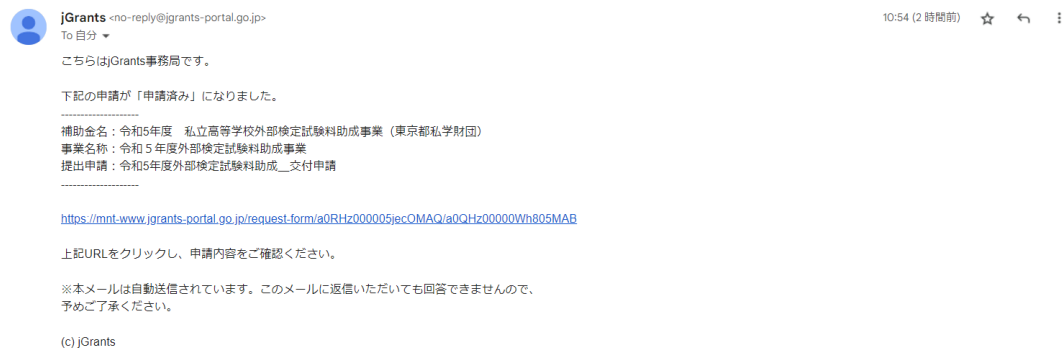 jGrants <no-reply@jgrants-portal.go.jp>
10:54 (2 時間前)
To 自分
こちらはjGrants事務局です。
下記の申請が「申請済み」になりました。
--------------------
補助金名：令和5年度　私立高等学校外部検定試験料助成事業（東京都私学財団）
事業名称：令和５年度外部検定試験料助成事業
提出申請：令和5年度外部検定試験料助成__交付申請
--------------------
https://mnt-www.jgrants-portal.go.jp/request-form/a0RHz000005jecOMAQ/a0QHz00000Wh805MAB
上記URLをクリックし、申請内容をご確認ください。
※本メールは自動送信されています。このメールに返信いただいても回答できませんので、
予めご了承ください。
(c) jGrants